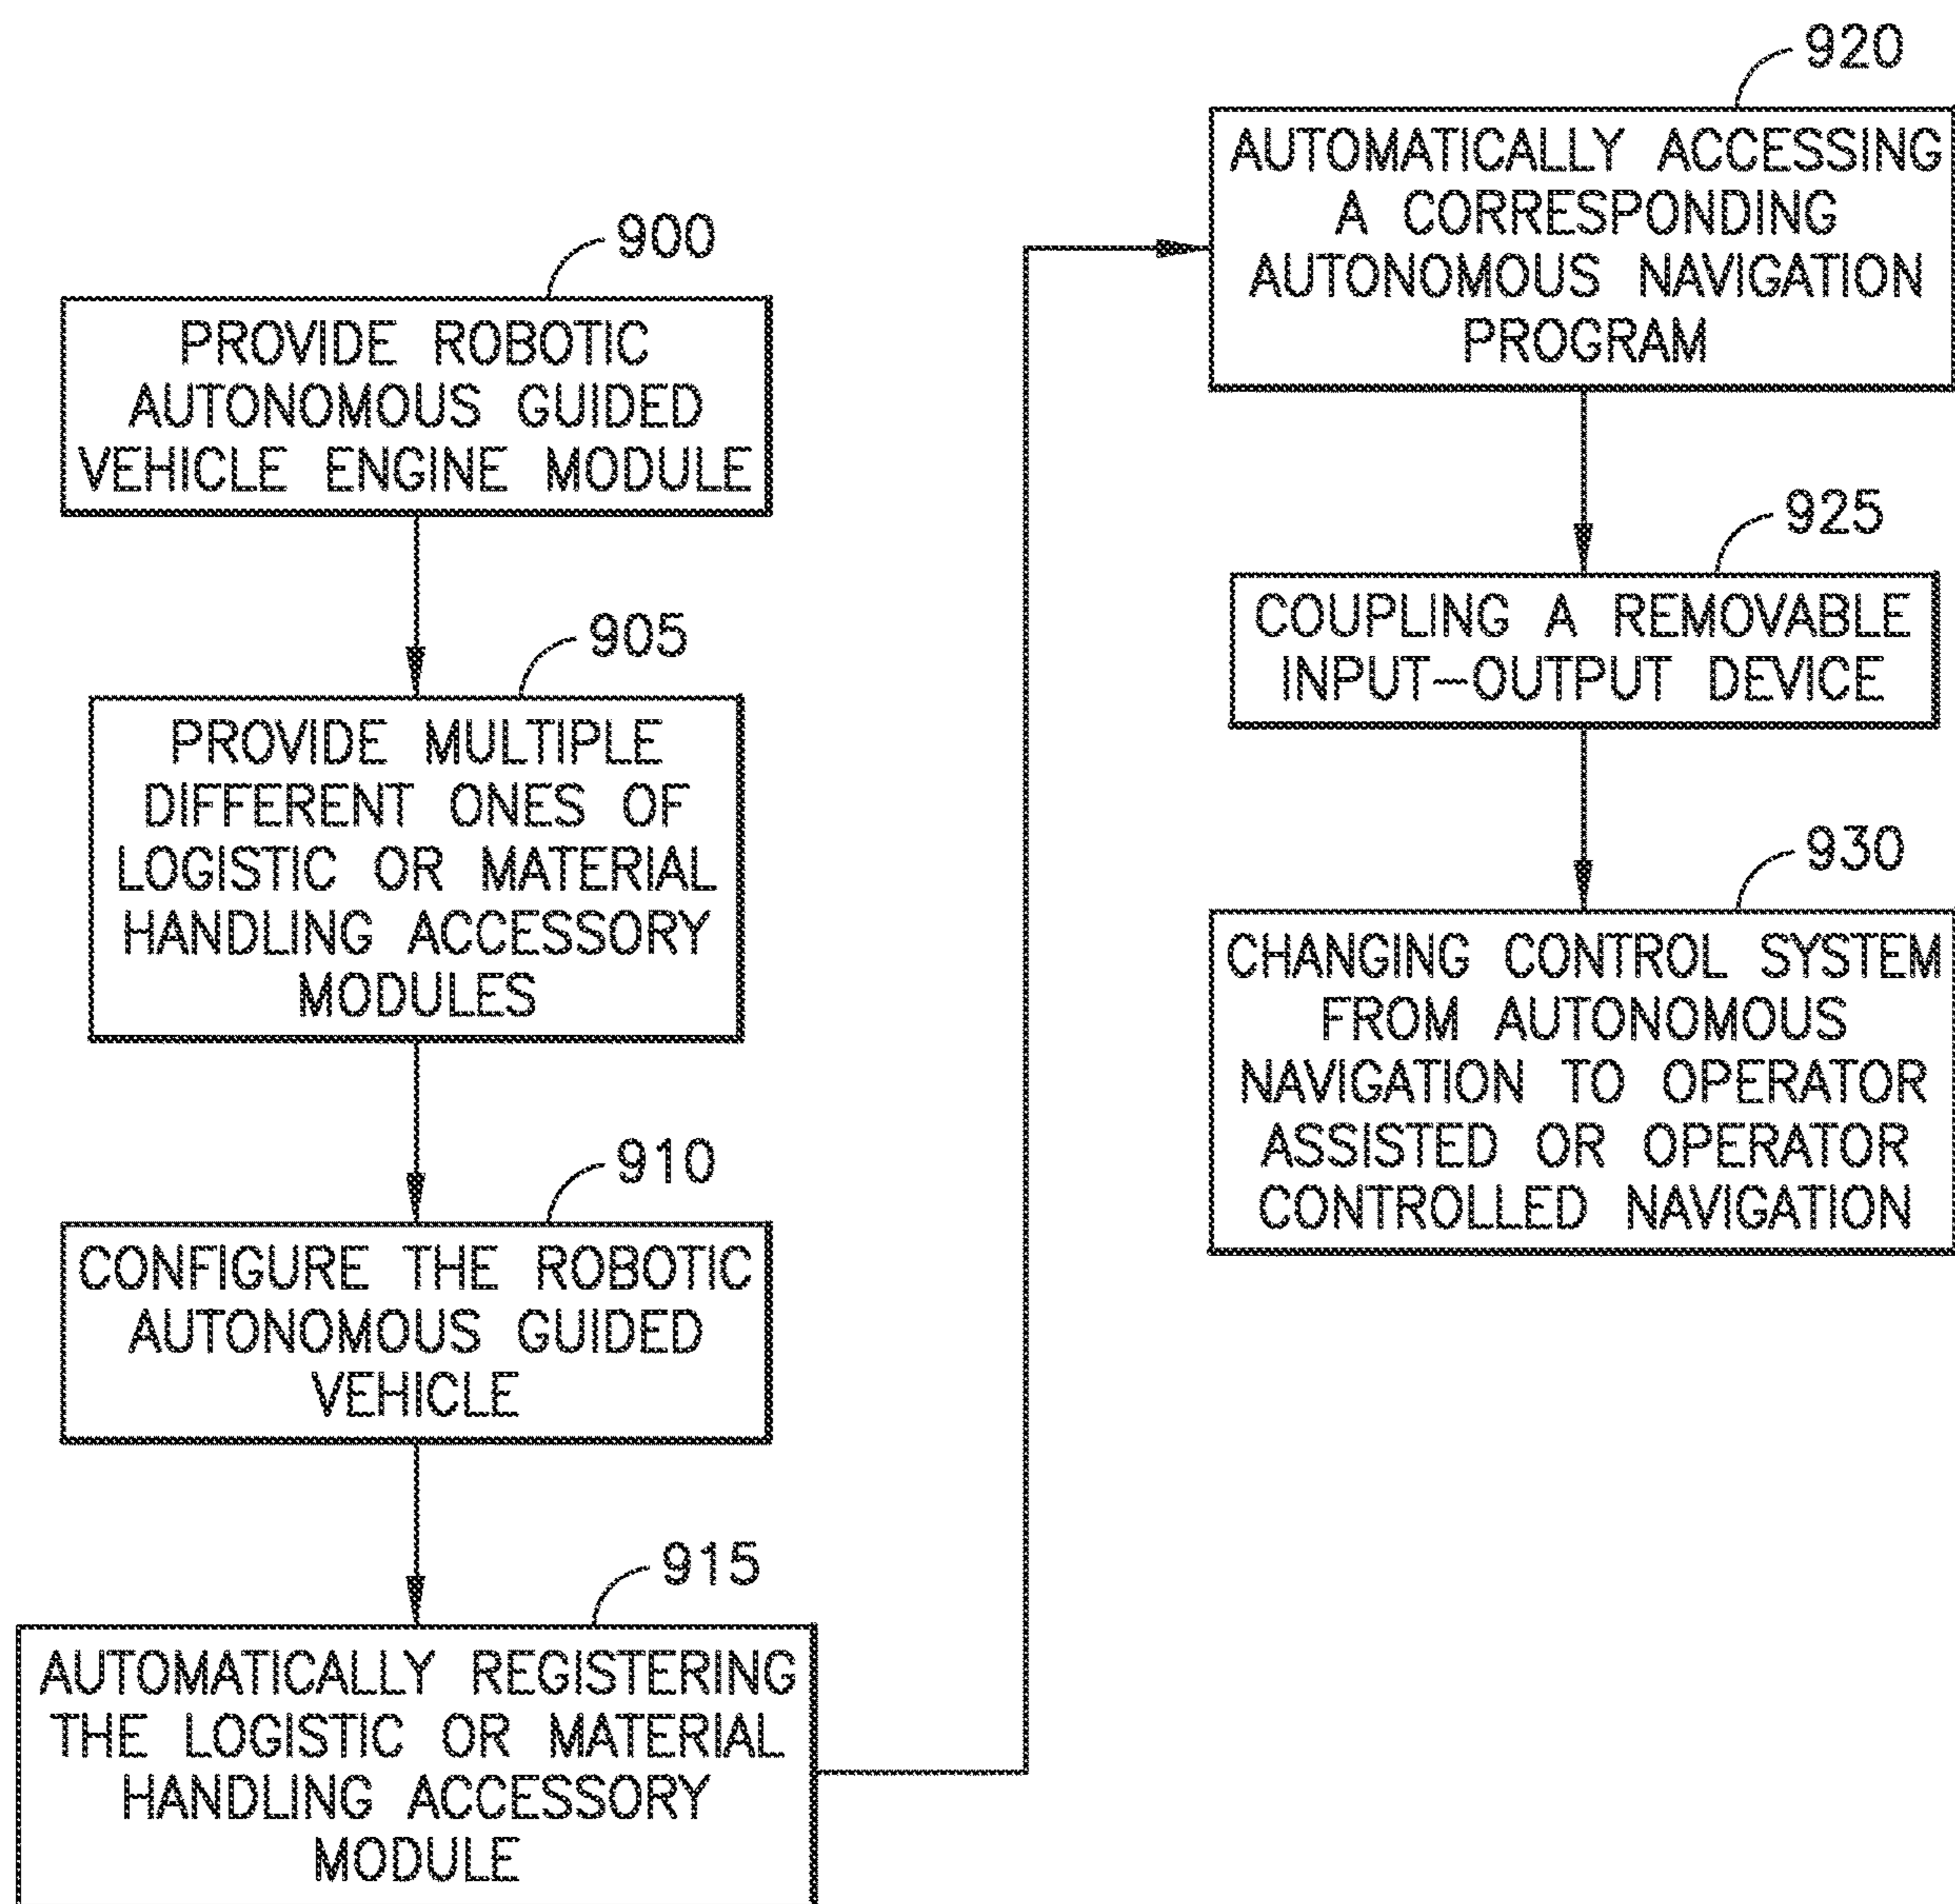 900
PROVIDE ROBOTIC
AUTONOMOUS GUIDED
VEHICLE ENGINE MODULE
905
PROVIDE MULTIPLE
DIFFERENT ONES OF
LOGISTIC OR MATERIAL
HANDLING ACCESSORY
MODULES
910
CONFIGURE THE ROBOTIC
AUTONOMOUS GUIDED
VEHICLE
915
AUTOMATICALLY REGISTERING
THE LOGISTIC OR MATERIAL
HANDLING ACCESSORY
MODULE
920
AUTOMATICALLY ACCESSING
A CORRESPONDING
AUTONOMOUS NAVIGATION
PROGRAM
925
COUPLING A REMOVABLE
INPUT-OUTPUT DEVICE
930
CHANGING CONTROL SYSTEM
FROM AUTONOMOUS
NAVIGATION TO OPERATOR
ASSISTED OR OPERATOR
CONTROLLED NAVIGATION